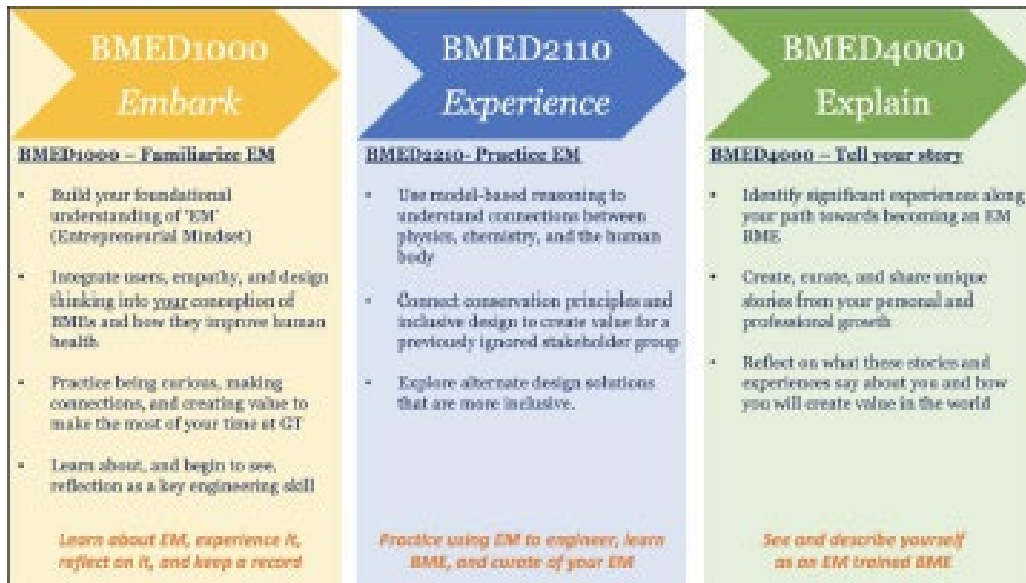 BMED1000
Embark
BMED1000 – Familiarize EM
• Build your foundational
understanding of 'EM'
(Entrepreneurial Mindset)
• Integrate users, empathy, and design
thinking into your conception of
BMEs and how they improve human
health
• Practice being curious, making
connections, and creating value to
make the most of your time at GT
• Learn about, and begin to see,
reflection as a key engineering skill
Learn about EM, experience it,
reflect on it, and keep a record
BMED2110
Experience
BMED2210- Practice EM
• Use model-based reasoning to
understand connections between
physics, chemistry, and the human
body
• Connect conservation principles and
inclusive design to create value for a
previously ignored stakeholder group
• Explore alternate design solutions
that are more inclusive.
Practice using EM to engineer, learn
BME, and curate of your EM
BMED4000
Explain
BMED4000 – Tell your story
• Identify significant experiences along
your path towards becoming an EM
BME
• Create, curate, and share unique
stories from your personal and
professional growth
• Reflect on what these stories and
experiences say about you and how
you will create value in the world
See and describe yourself
as an EM trained BME